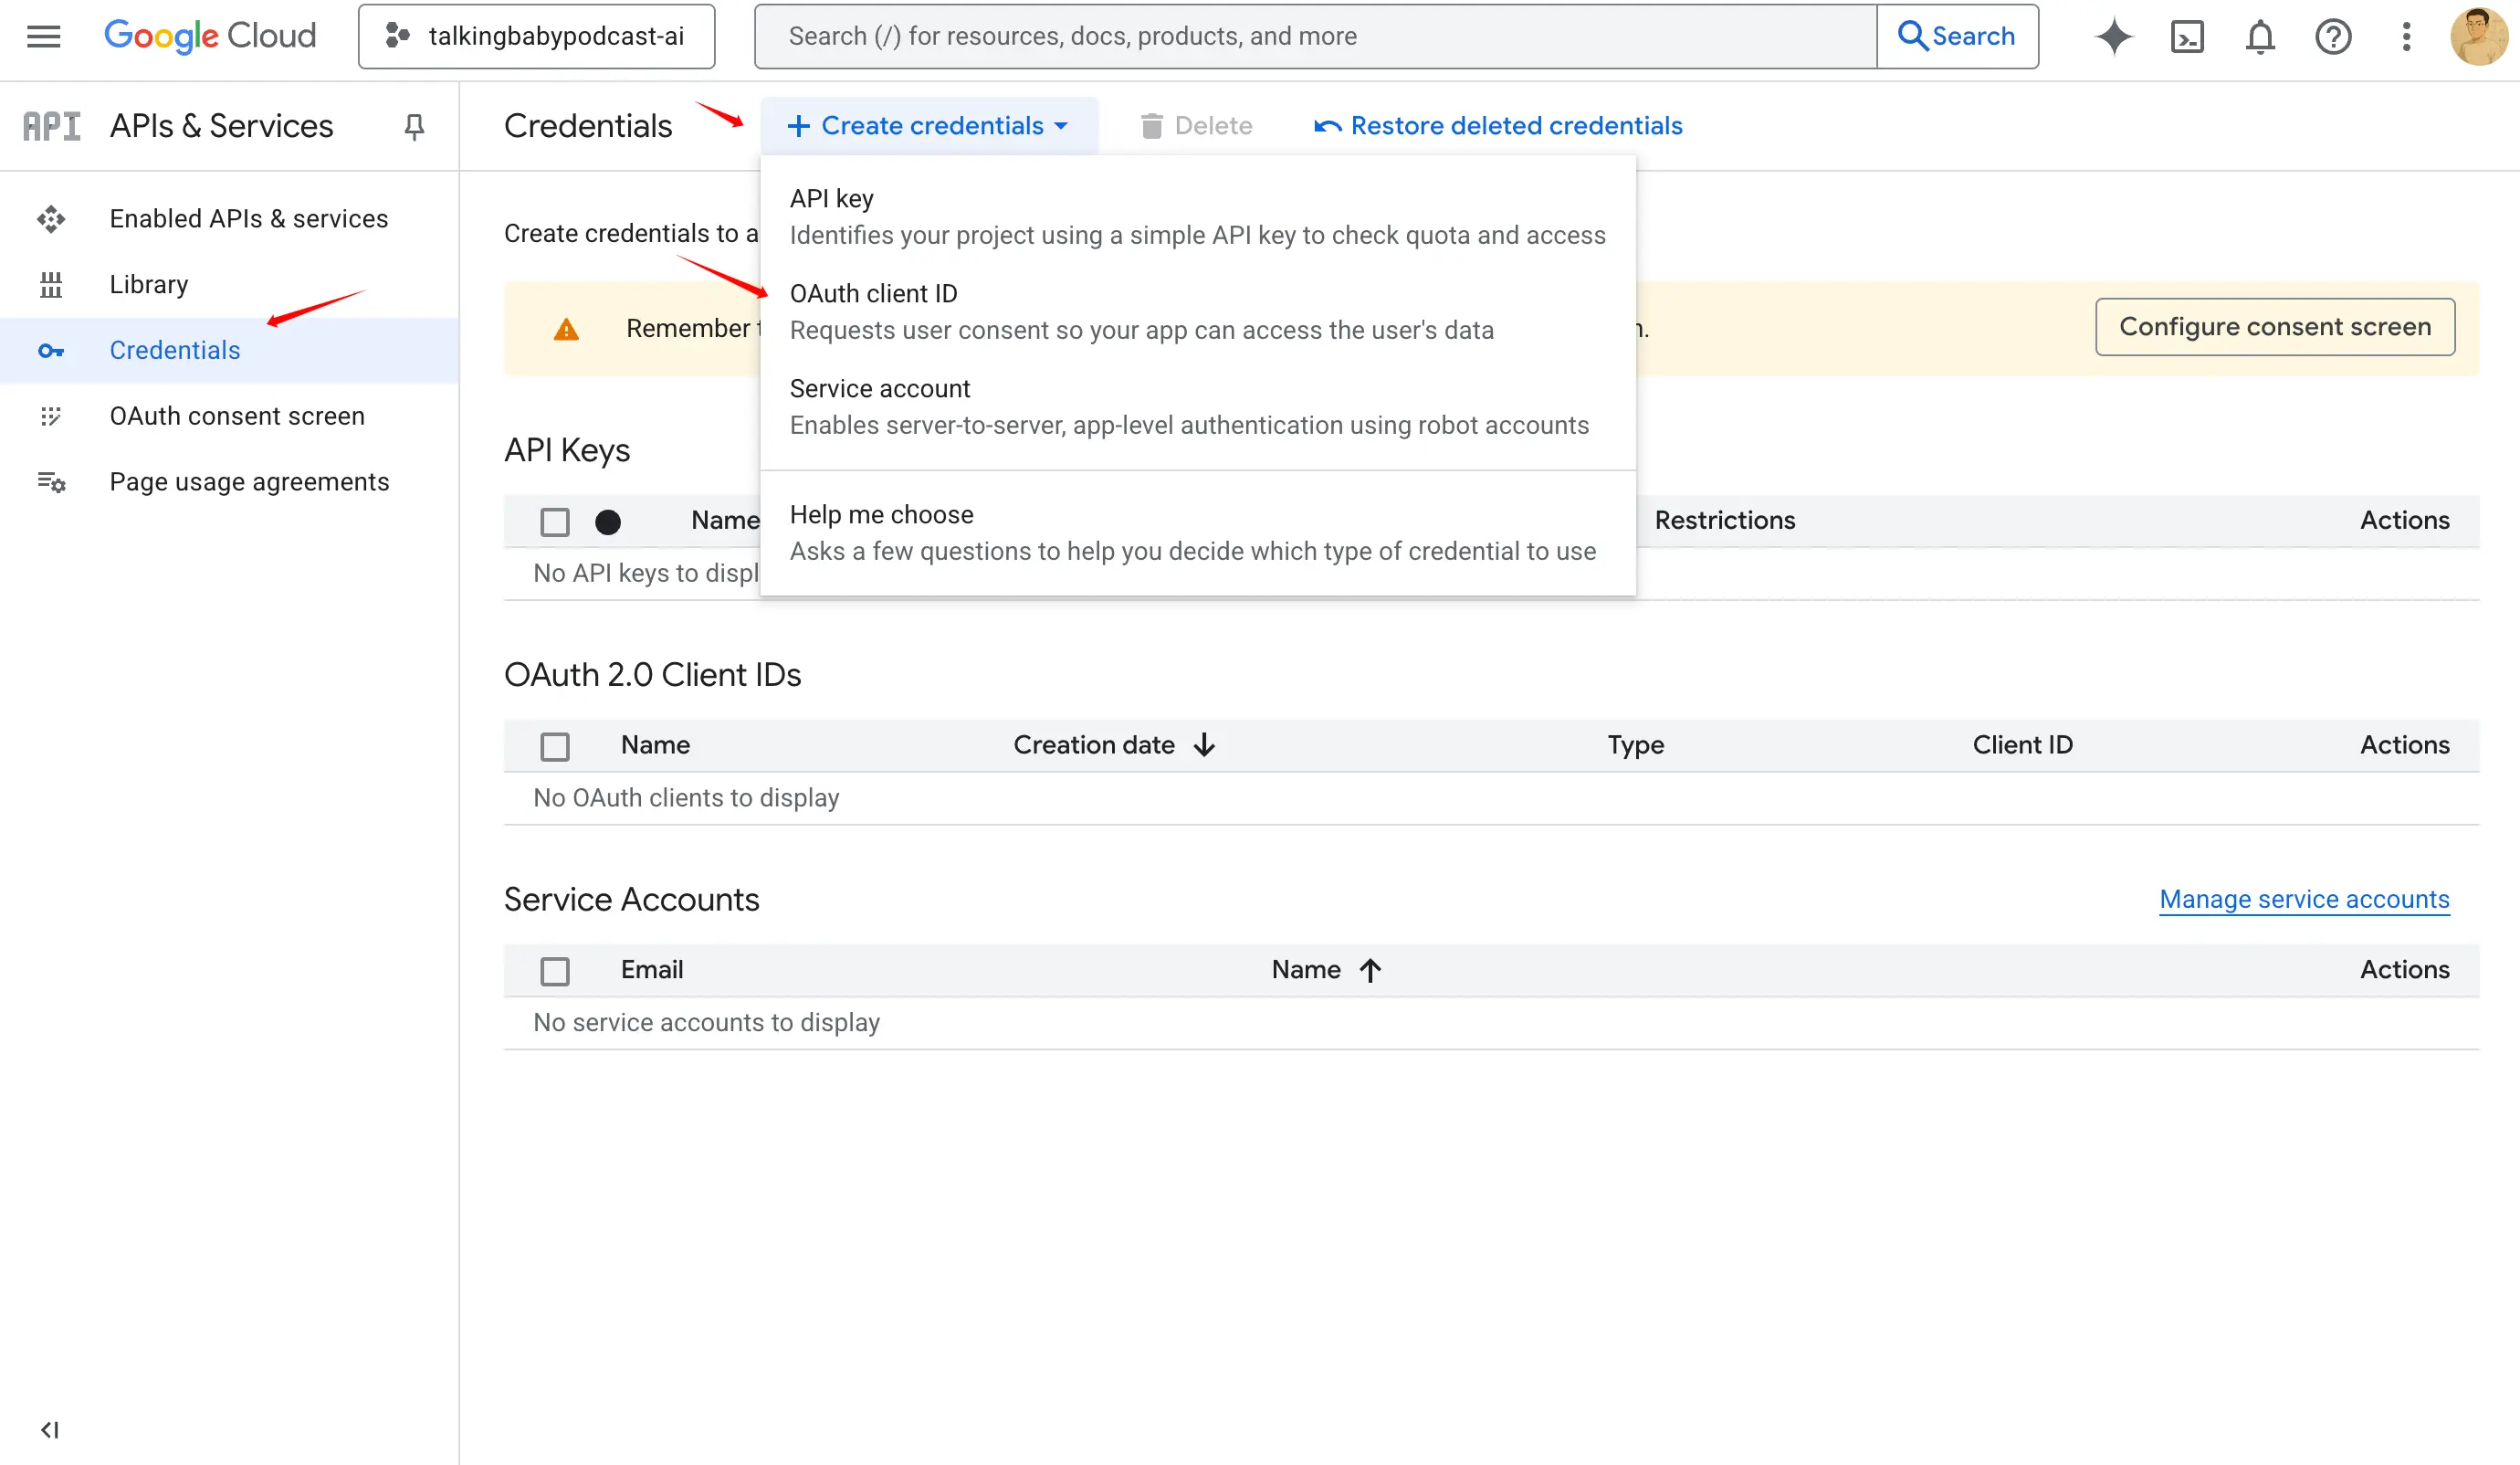 Google Cloud
talkingbabypodcast-ai
Search (/) for resources, docs, products, and more
Search
API
APIs & Services
Credentials
Create credentials
Delete
Restore deleted credentials
Enabled APIs & services
Library
Credentials
OAuth consent screen
Page usage agreements
Create credentials to a
API key
Identifies your project using a simple API key to check quota and access
OAuth client ID
Requests user consent so your app can access the user's data
Service account
Enables server-to-server, app-level authentication using robot accounts
Help me choose
Asks a few questions to help you decide which type of credential to use
Remember
Configure consent screen
API Keys
Name
Restrictions
Actions
No API keys to displ
OAuth 2.0 Client IDs
Name
Creation date
Type
Client ID
Actions
No OAuth clients to display
Service Accounts
Manage service accounts
Email
Name
Actions
No service accounts to display